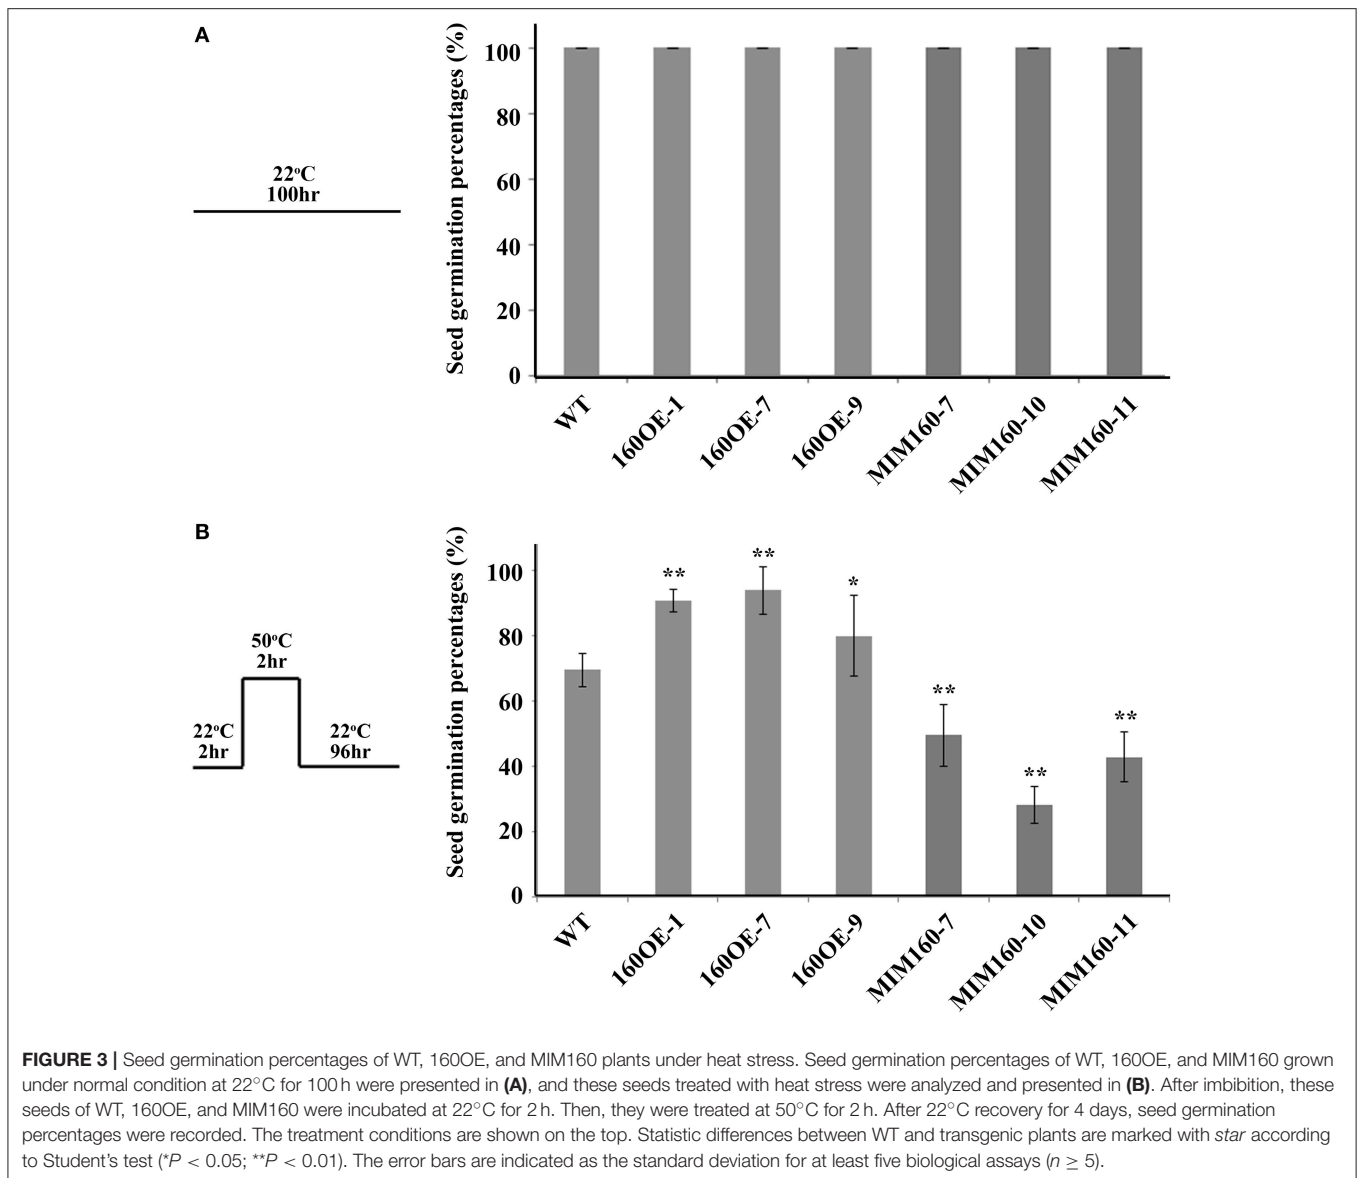 A
22°C
100hr
Seed germination percentages (%)
100
80
60
40
20
0
WT
160OE-1
160OE-7
160OE-9
MIM160-7
MIM160-10
MIM160-11
B
50°C
2hr
22°C
2hr
22°C
96hr
Seed germination percentages (%)
100
80
60
40
20
0
**
**
*
**
**
**
WT
160OE-1
160OE-7
160OE-9
MIM160-7
MIM160-10
MIM160-11
FIGURE 3 | Seed germination percentages of WT, 160OE, and MIM160 plants under heat stress. Seed germination percentages of WT, 160OE, and MIM160 grown
under normal condition at 22°C for 100 h were presented in (A), and these seeds treated with heat stress were analyzed and presented in (B). After imbibition, these
seeds of WT, 160OE, and MIM160 were incubated at 22°C for 2 h. Then, they were treated at 50°C for 2 h. After 22°C recovery for 4 days, seed germination
percentages were recorded. The treatment conditions are shown on the top. Statistic differences between WT and transgenic plants are marked with star according
to Student's test (*P < 0.05; **P < 0.01). The error bars are indicated as the standard deviation for at least five biological assays (n ≥ 5).